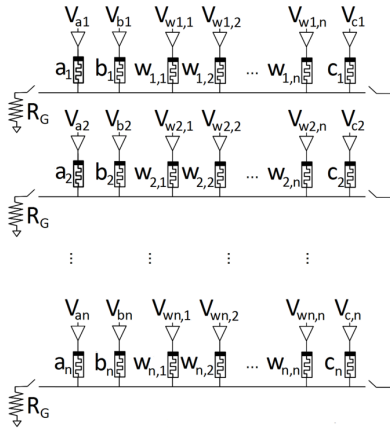 Va1 Vb1 Vw1,1 Vw1,2 Vw1,n Vc1
a1 b1 w1,1 w1,2 ... w1,n c1
RG
Va2 Vb2 Vw2,1 Vw2,2 Vw2,n Vc2
a2 b2 w2,1 w2,2 ... w2,n c2
RG
Van Vbn Vwn,1 Vwn,2 Vwn,n Vc,n
an bn wn,1 wn,2 ... wn,n cn
RG